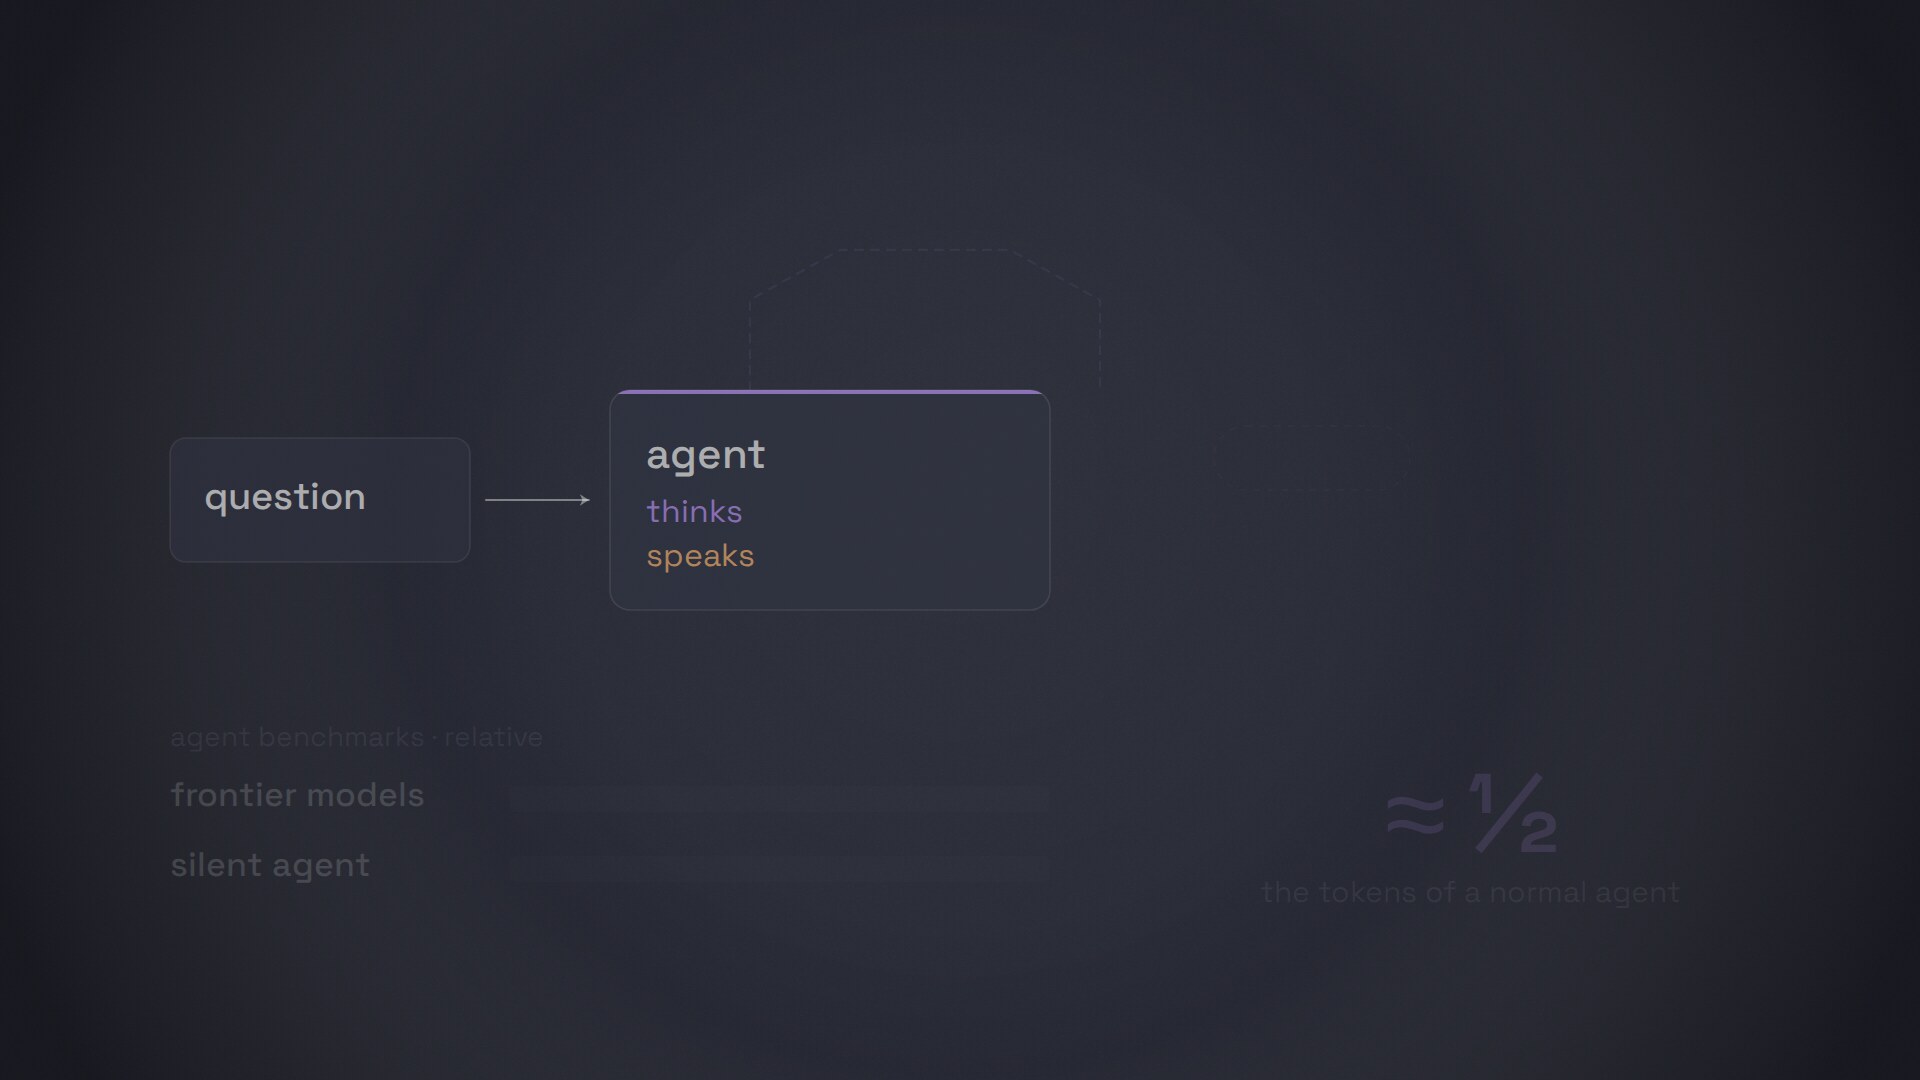 question
agent
thinks
speaks
agent benchmarks · relative
frontier models
silent agent
≈ ½
the tokens of a normal agent